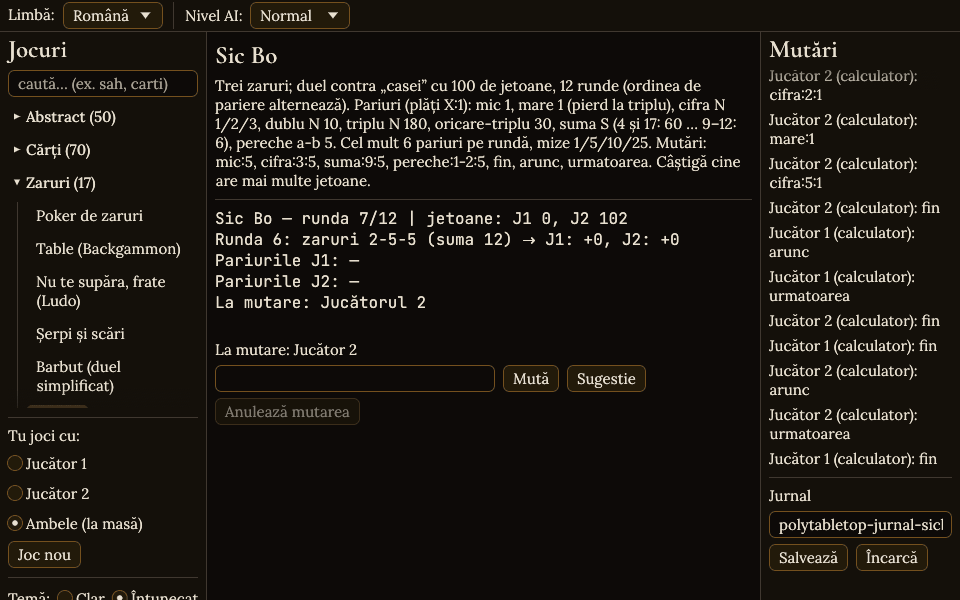 Limbă: Română Nivel AI: Normal
Jocuri
caută... (ex. sah, carti)
Abstract (50)
Cărți (70)
Zaruri (17)
Poker de zaruri
Table (Backgammon)
Nu te supăra, frate
(Ludo)
Șerpi și scări
Barbut (duel
simplificat)
Tu joci cu:
Jucător 1
Jucător 2
Ambele (la masă)
Joc nou
Temă: Clar Întunecat
Sic Bo
Trei zaruri; duel contra „casei” cu 100 de jetoane, 12 runde (ordinea de
pariere alternează). Pariuri (plăți X:1): mic 1, mare 1 (pierd la triplu), cifra N
1/2/3, dublu N 10, triplu N 180, oricare-triplu 30, suma S (4 și 17: 60 ... 9–12:
6), pereche a-b 5. Cel mult 6 pariuri pe rundă, mize 1/5/10/25. Mutări:
mic:5, cifra:3:5, suma:9:5, pereche:1-2:5, fin, arunc, urmatoarea. Câștigă cine
are mai multe jetoane.
Sic Bo — runda 7/12 | jetoane: J1 0, J2 102
Runda 6: zaruri 2-5-5 (suma 12) → J1: +0, J2: +0
Pariurile J1: —
Pariurile J2: —
La mutare: Jucătorul 2
La mutare: Jucător 2
Mută Sugestie
Anulează mutarea
Mutări
Jucător 2 (calculator):
cifra:2:1
Jucător 2 (calculator):
mare:1
Jucător 2 (calculator):
cifra:5:1
Jucător 2 (calculator): fin
Jucător 1 (calculator):
arunc
Jucător 1 (calculator):
urmatoarea
Jucător 2 (calculator): fin
Jucător 1 (calculator): fin
Jucător 2 (calculator):
arunc
Jucător 2 (calculator):
urmatoarea
Jucător 1 (calculator): fin
Jurnal
polytabletop-jurnal-sicl
Salvează Încarcă